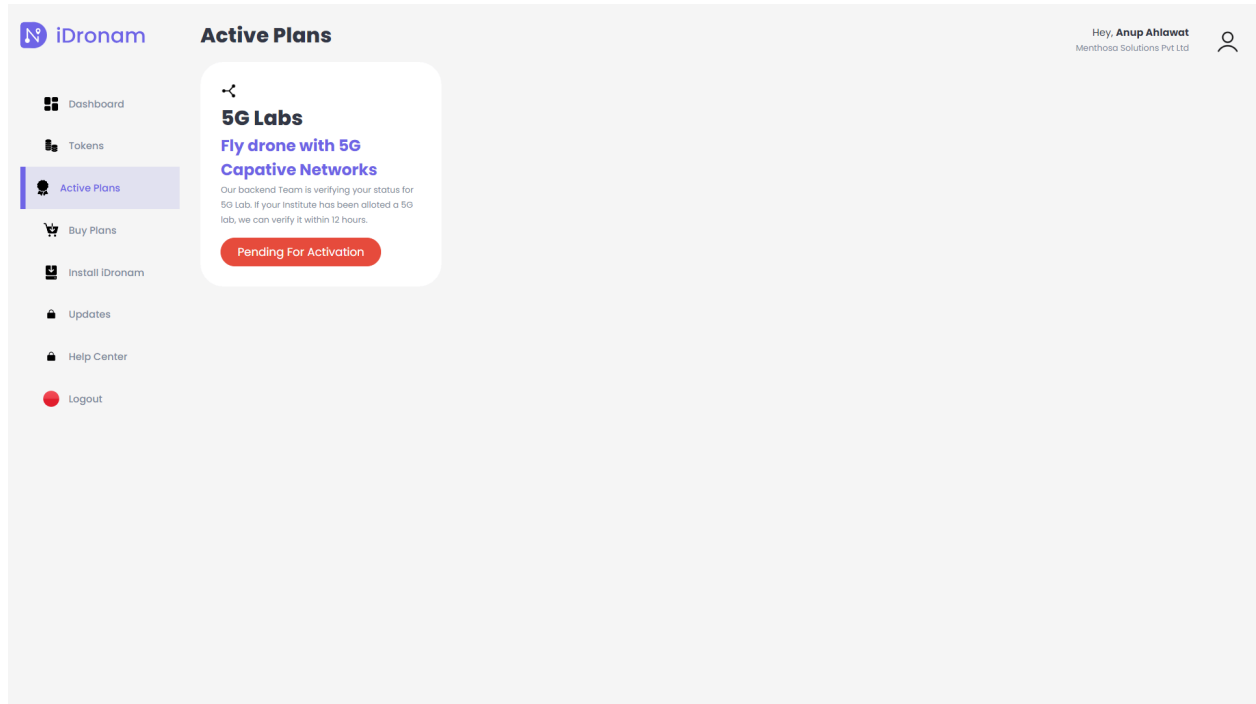 iDronam
Active Plans
Hey, Anup Ahlawat
Menthosa Solutions Pvt Ltd
Dashboard
Tokens
Active Plans
Buy Plans
Install iDronam
Updates
Help Center
Logout
5G Labs
Fly drone with 5G
Capative Networks
Our backend Team is verifying your status for
5G Lab. If your Institute has been alloted a 5G
lab, we can verify it within 12 hours.
Pending For Activation